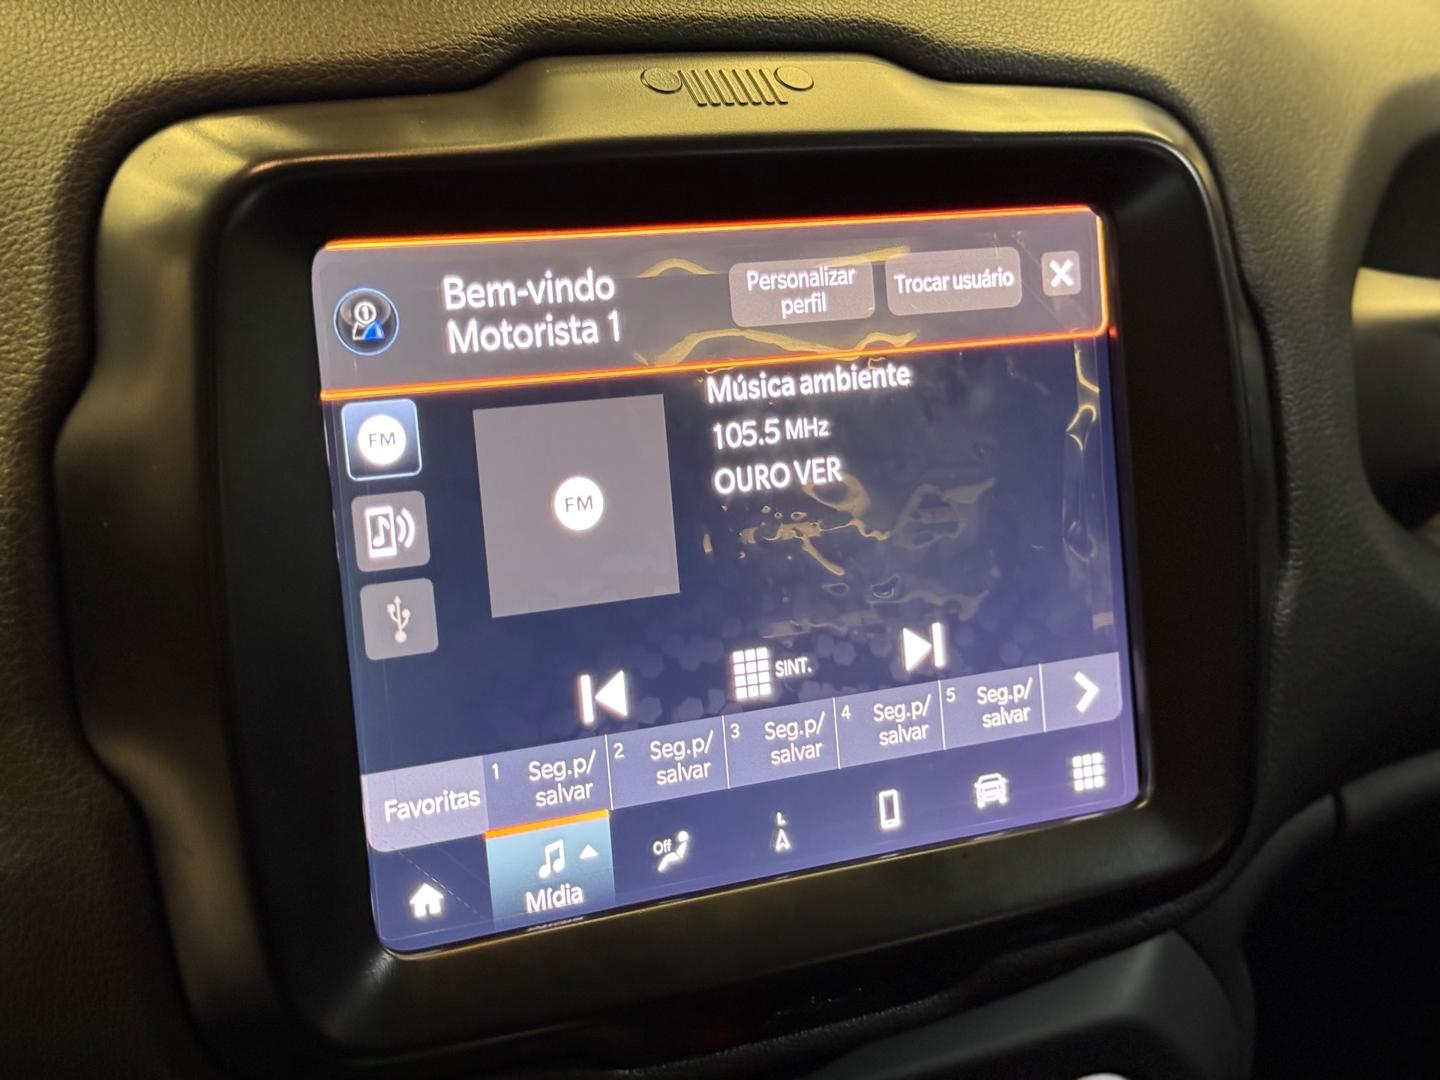 Bem-vindo
Motorista 1
Personalizar
perfil
Trocar usuário
X
FM
FM
Música ambiente
105.5 MHz
OURO VER
SINT.
Favoritas
1 Seg.p/
salvar
2 Seg.p/
salvar
3 Seg.p/
salvar
4 Seg.p/
salvar
5 Seg.p/
salvar
Mídia
Off
L